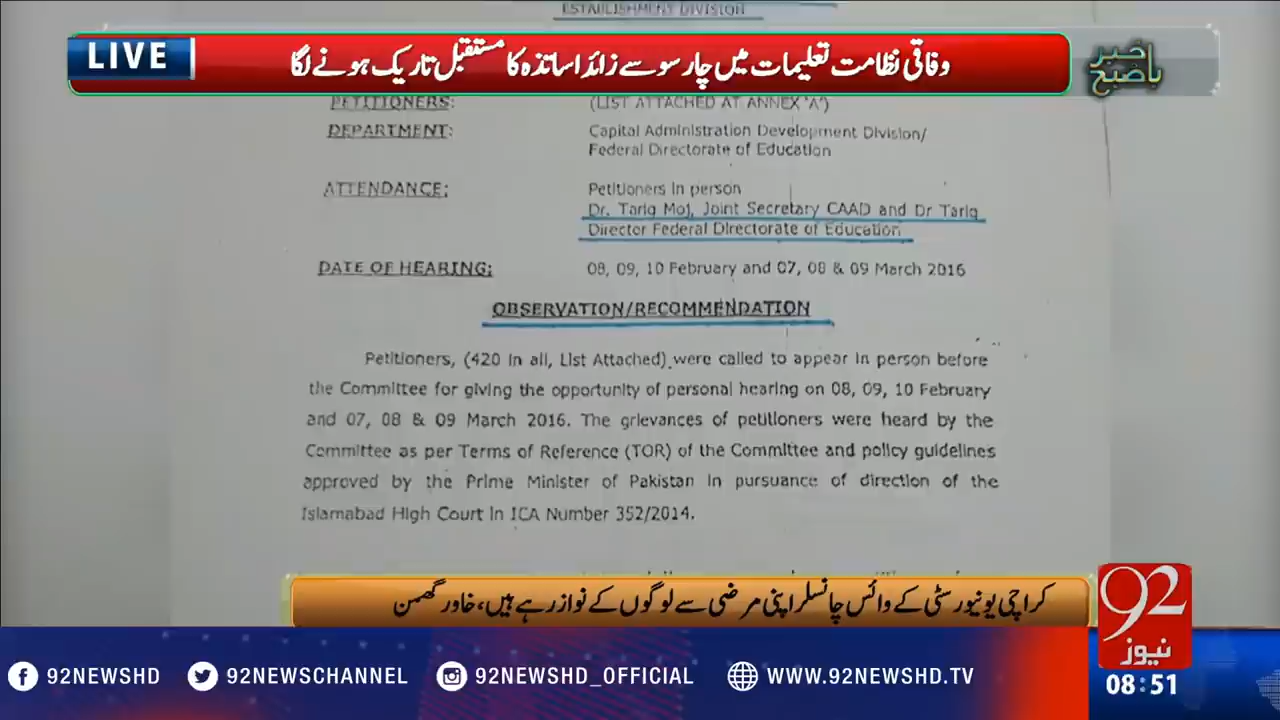 ESTABLISHMENT DIVISION
LIVE
وفاقی نظامت تعلیمات میں چار سو سے زائد اساتذہ کا مستقبل تاریک ہونے لگا
باخبر
صبح
PETITIONERS: (LIST ATTACHED AT ANNEX 'A')
DEPARTMENT: Capital Administration Development Division/
Federal Directorate of Education
ATTENDANCE: Petitioners in person
Dr. Tariq Moj, Joint Secretary CAAD and Dr Tariq
Director Federal Directorate of Education
DATE OF HEARING: 08, 09, 10 February and 07, 08 & 09 March 2016
OBSERVATION/RECOMMENDATION
Petitioners, (420 in all, List Attached) were called to appear in person before
the Committee for giving the opportunity of personal hearing on 08, 09, 10 February
and 07, 08 & 09 March 2016. The grievances of petitioners were heard by the
Committee as per Terms of Reference (TOR) of the Committee and policy guidelines
approved by the Prime Minister of Pakistan in pursuance of direction of the
Islamabad High Court in ICA Number 352/2014.
کراچی یونیورسٹی کے وائس چانسلر اپنی مرضی سے لوگوں کے نواز رہے ہیں، خاور گھمن
92
نیوز
92NEWSHD 92NEWSCHANNEL 92NEWSHD_OFFICIAL WWW.92NEWSHD.TV 08:51